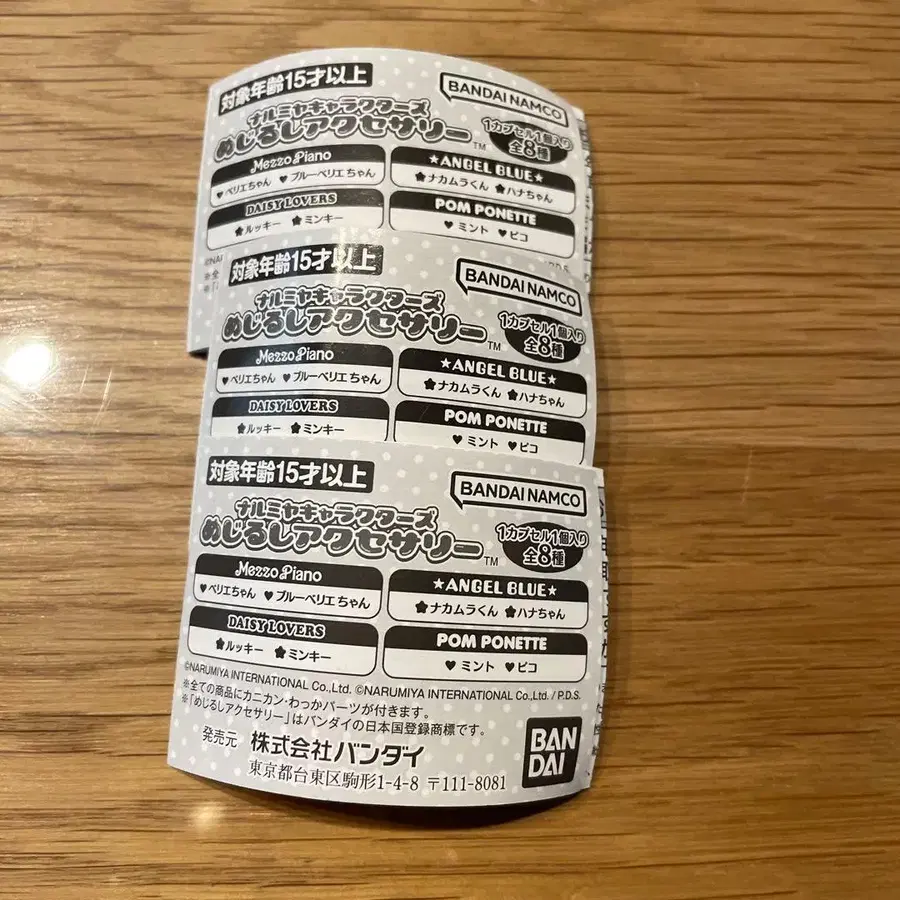 対象年齢15才以上
BANDAI NAMCO
ナルミヤキャラクターズ
めじるしアクセサリー™
1カプセル1個入り
全8種
Mezzo Piano
♥ベリエちゃん ♥ブルーベリエちゃん
★ANGEL BLUE★
ナカムラくん ハナちゃん
DAISY LOVERS
ルッキー ミンキー
POM PONETTE
♥ミント ♥ピコ
対象年齢15才以上
BANDAI NAMCO
ナルミヤキャラクターズ
めじるしアクセサリー™
1カプセル1個入り
全8種
Mezzo Piano
♥ベリエちゃん ♥ブルーベリエちゃん
★ANGEL BLUE★
ナカムラくん ハナちゃん
DAISY LOVERS
ルッキー ミンキー
POM PONETTE
♥ミント ♥ピコ
対象年齢15才以上
BANDAI NAMCO
ナルミヤキャラクターズ
めじるしアクセサリー™
1カプセル1個入り
全8種
Mezzo Piano
♥ベリエちゃん ♥ブルーベリエちゃん
★ANGEL BLUE★
ナカムラくん ハナちゃん
DAISY LOVERS
ルッキー ミンキー
POM PONETTE
♥ミント ♥ピコ
©NARUMIYA INTERNATIONAL Co.,Ltd. ©NARUMIYA INTERNATIONAL Co.,Ltd. / P.D.S.
※全ての商品にカニカン・わっかパーツが付きます。
※「めじるしアクセサリー」はバンダイの日本国登録商標です。
発売元 株式会社バンダイ
東京都台東区駒形1-4-8 〒111-8081
BANDAI